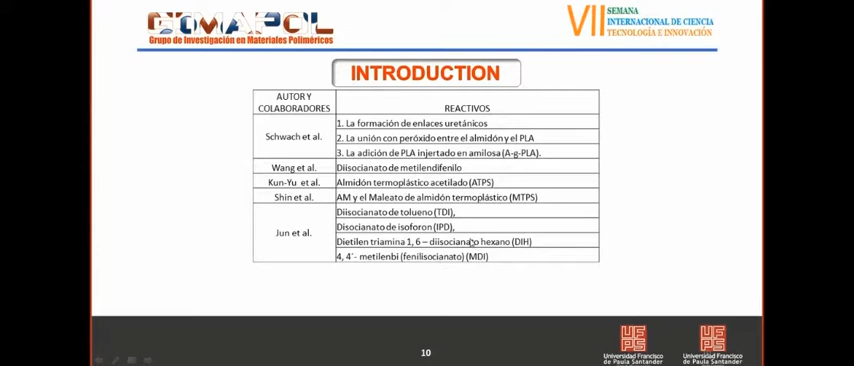 GIMAPOL
Grupo de Investigación en Materiales Poliméricos
VII SEMANA
INTERNACIONAL DE CIENCIA
TECNOLOGÍA E INNOVACIÓN
INTRODUCTION
AUTOR Y
COLABORADORES
REACTIVOS
Schwach et al.
1. La formación de enlaces uretánicos
2. La unión con peróxido entre el almidón y el PLA
3. La adición de PLA injertado en amilosa (A-g-PLA).
Wang et al.
Diisocianato de metilendifenilo
Kun-Yu et al.
Almidón termoplástico acetilado (ATPS)
Shin et al.
AM y el Maleato de almidón termoplástico (MTPS)
Jun et al.
Diisocianato de tolueno (TDI),
Disocianato de isoforon (IPD),
Dietilen triamina 1, 6 – diisocianato hexano (DIH)
4, 4´- metilenbi (fenilisocianato) (MDI)
10
UFPS
Universidad Francisco
de Paula Santander
UFPS
Universidad Francisco
de Paula Santander